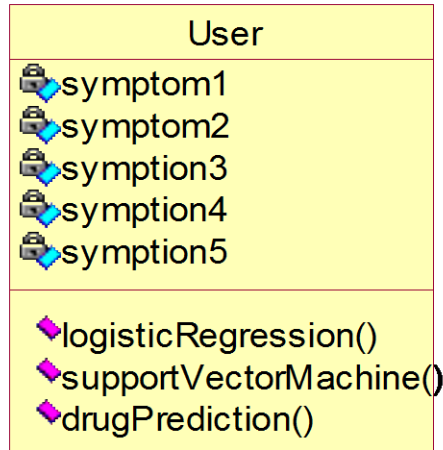 User
symptom1
symptom2
symption3
symption4
symption5
logisticRegression()
supportVectorMachine()
drugPrediction()